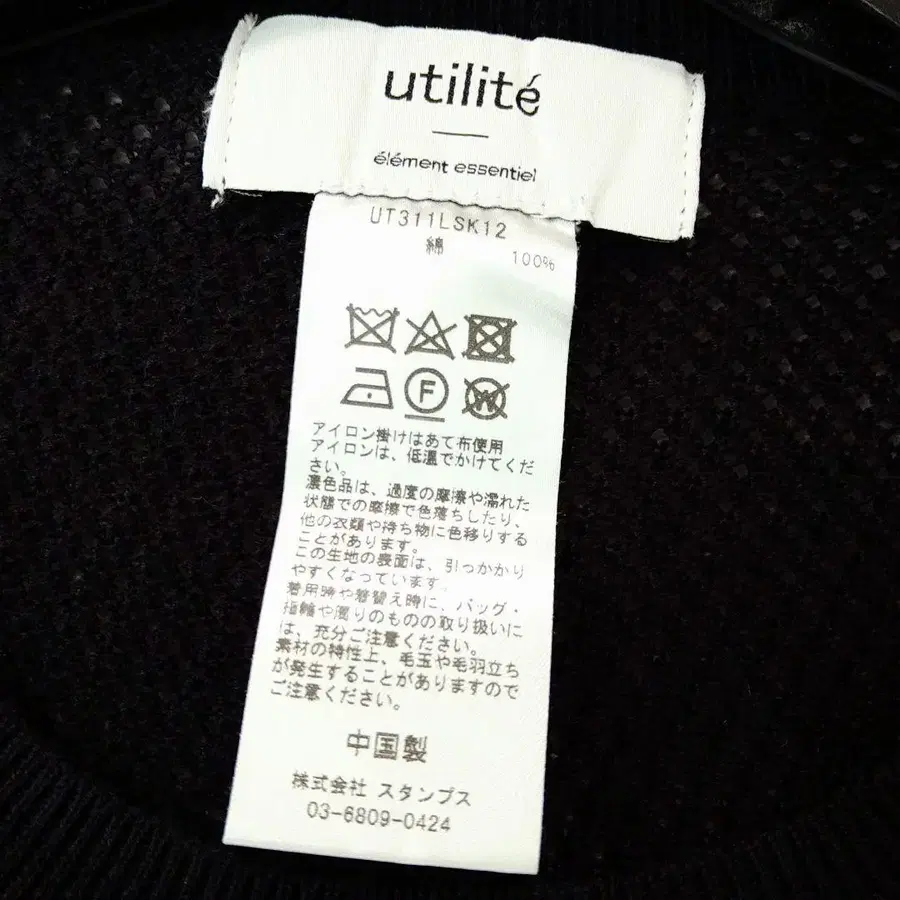 utilité
élément essentiel
UT311LSK12
綿 100%
F
W
アイロン掛けはあて布使用
アイロンは、低温でかけてくだ
さい。
濃色品は、過度の摩擦や濡れた
状態での摩擦で色落ちしたり、
他の衣類や持ち物に色移りする
ことがあります。
この生地の表面は、引っかかり
やすくなっています。
着用時や着替え時に、バッグ・
指輪や周りのものの取り扱いに
は、充分ご注意ください。
素材の特性上、毛玉や毛羽立ち
が発生することがありますので
ご注意ください。
中国製
株式会社 スタンプス
03-6809-0424